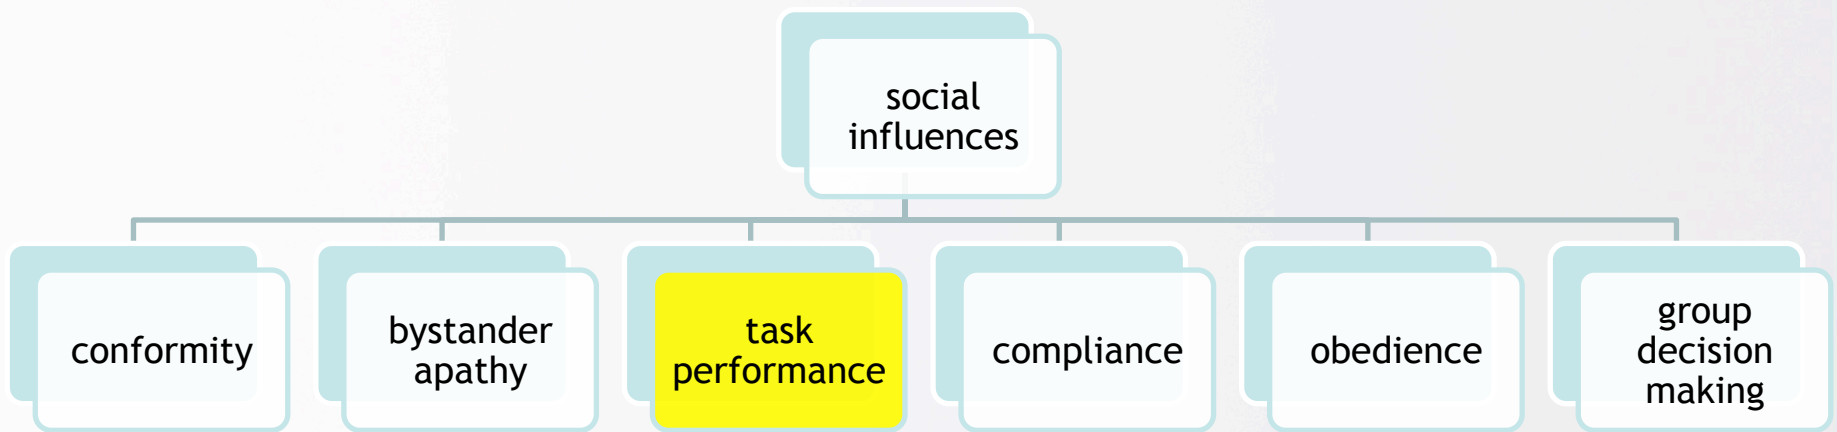 social
influences
conformity
bystander
apathy
task
performance
compliance
obedience
group
decision
making